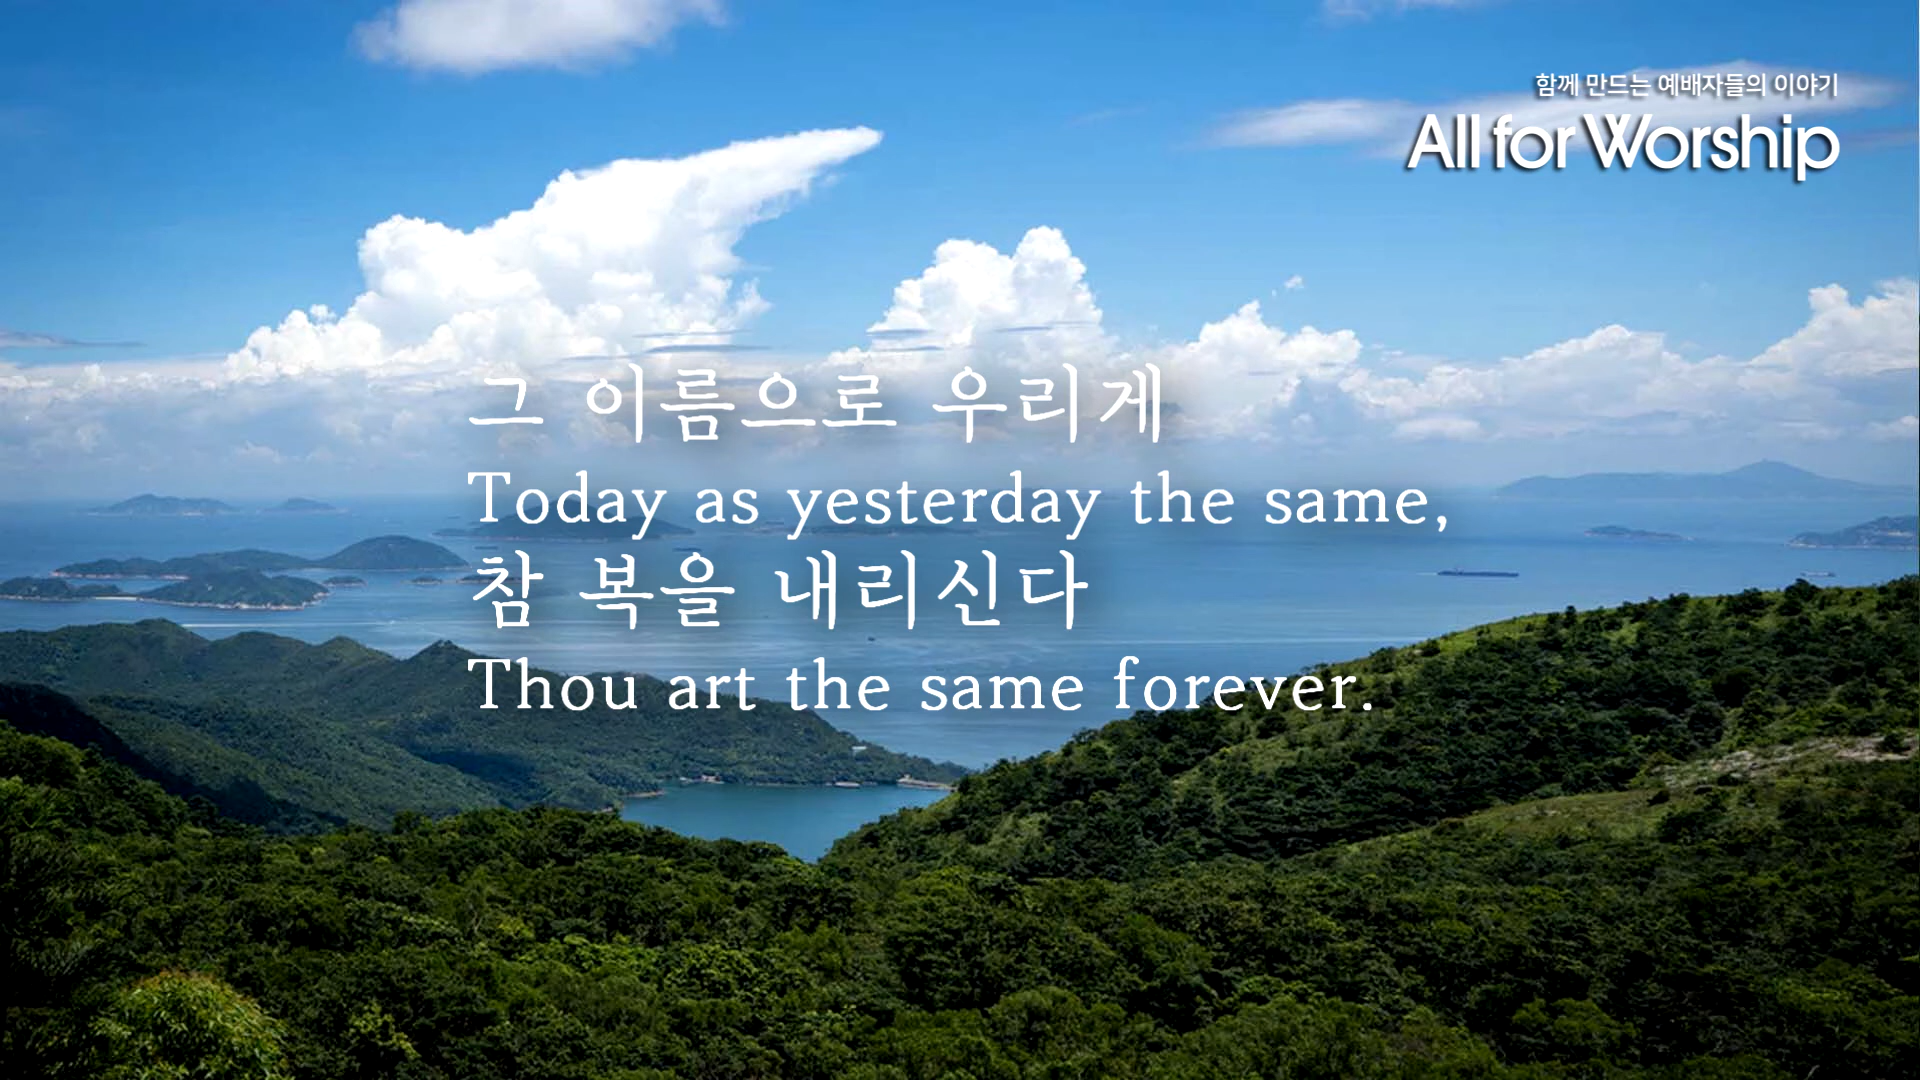 함께 만드는 예배자들의 이야기
All for Worship
그 이름으로 우리게
Today as yesterday the same,
참 복을 내리신다
Thou art the same forever.